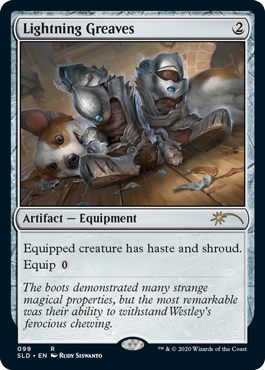 Lightning Greaves 2
Artifact — Equipment
Equipped creature has haste and shroud.
Equip 0
The boots demonstrated many strange
magical properties, but the most remarkable
was their ability to withstand Westley's
ferocious chewing.
099 R
SLD • EN Rudy Siswanto
™ & © 2020 Wizards of the Coast